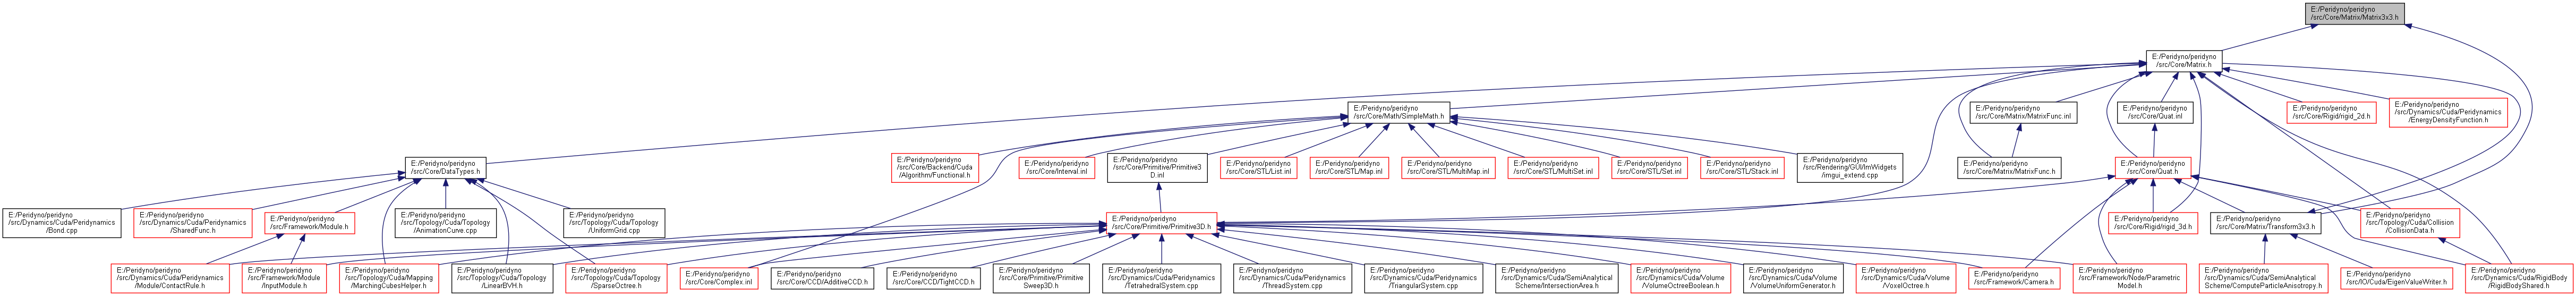 E:/Peridyno/peridyno
/src/Core/Matrix/Matrix3x3.h
E:/Peridyno/peridyno
/src/Core/Matrix.h
E:/Peridyno/peridyno
/src/Core/Math/SimpleMath.h
E:/Peridyno/peridyno
/src/Core/Matrix/MatrixFunc.inl
E:/Peridyno/peridyno
/src/Core/Quat.inl
E:/Peridyno/peridyno
/src/Core/Rigid/rigid_2d.h
E:/Peridyno/peridyno
/src/Dynamics/Cuda/Peridynamics
/EnergyDensityFunction.h
E:/Peridyno/peridyno
/src/Core/DataTypes.h
E:/Peridyno/peridyno
/src/Core/Backend/Cuda
/Algorithm/Functional.h
E:/Peridyno/peridyno
/src/Core/Interval.inl
E:/Peridyno/peridyno
/src/Core/Primitive/Primitive3
D.inl
E:/Peridyno/peridyno
/src/Core/STL/List.inl
E:/Peridyno/peridyno
/src/Core/STL/Map.inl
E:/Peridyno/peridyno
/src/Core/STL/MultiMap.inl
E:/Peridyno/peridyno
/src/Core/STL/MultiSet.inl
E:/Peridyno/peridyno
/src/Core/STL/Set.inl
E:/Peridyno/peridyno
/src/Core/STL/Stack.inl
E:/Peridyno/peridyno
/src/Rendering/GUI/ImWidgets
/imgui_extend.cpp
E:/Peridyno/peridyno
/src/Core/Matrix/MatrixFunc.h
E:/Peridyno/peridyno
/src/Core/Quat.h
E:/Peridyno/peridyno
/src/Dynamics/Cuda/Peridynamics
/Bond.cpp
E:/Peridyno/peridyno
/src/Dynamics/Cuda/Peridynamics
/SharedFunc.h
E:/Peridyno/peridyno
/src/Framework/Module.h
E:/Peridyno/peridyno
/src/Topology/Cuda/Topology
/AnimationCurve.cpp
E:/Peridyno/peridyno
/src/Topology/Cuda/Topology
/UniformGrid.cpp
E:/Peridyno/peridyno
/src/Core/Primitive/Primitive3D.h
E:/Peridyno/peridyno
/src/Core/Rigid/rigid_3d.h
E:/Peridyno/peridyno
/src/Core/Matrix/Transform3x3.h
E:/Peridyno/peridyno
/src/Topology/Cuda/Collision
/CollisionData.h
E:/Peridyno/peridyno
/src/Dynamics/Cuda/Peridynamics
/Module/ContactRule.h
E:/Peridyno/peridyno
/src/Framework/Module
/InputModule.h
E:/Peridyno/peridyno
/src/Topology/Cuda/Mapping
/MarchingCubesHelper.h
E:/Peridyno/peridyno
/src/Topology/Cuda/Topology
/LinearBVH.h
E:/Peridyno/peridyno
/src/Topology/Cuda/Topology
/SparseOctree.h
E:/Peridyno/peridyno
/src/Core/Complex.inl
E:/Peridyno/peridyno
/src/Core/CCD/AdditiveCCD.h
E:/Peridyno/peridyno
/src/Core/CCD/TightCCD.h
E:/Peridyno/peridyno
/src/Core/Primitive/Primitive
Sweep3D.h
E:/Peridyno/peridyno
/src/Dynamics/Cuda/Peridynamics
/TetrahedralSystem.cpp
E:/Peridyno/peridyno
/src/Dynamics/Cuda/Peridynamics
/ThreadSystem.cpp
E:/Peridyno/peridyno
/src/Dynamics/Cuda/Peridynamics
/TriangularSystem.cpp
E:/Peridyno/peridyno
/src/Dynamics/Cuda/SemiAnalytical
Scheme/IntersectionArea.h
E:/Peridyno/peridyno
/src/Dynamics/Cuda/Volume
/VolumeOctreeBoolean.h
E:/Peridyno/peridyno
/src/Dynamics/Cuda/Volume
/VolumeUniformGenerator.h
E:/Peridyno/peridyno
/src/Dynamics/Cuda/Volume
/VoxelOctree.h
E:/Peridyno/peridyno
/src/Framework/Camera.h
E:/Peridyno/peridyno
/src/Framework/Node/Parametric
Model.h
E:/Peridyno/peridyno
/src/Dynamics/Cuda/SemiAnalytical
Scheme/ComputeParticleAnisotropy.h
E:/Peridyno/peridyno
/src/IO/Cuda/EigenValueWriter.h
E:/Peridyno/peridyno
/src/Dynamics/Cuda/RigidBody
/RigidBodyShared.h